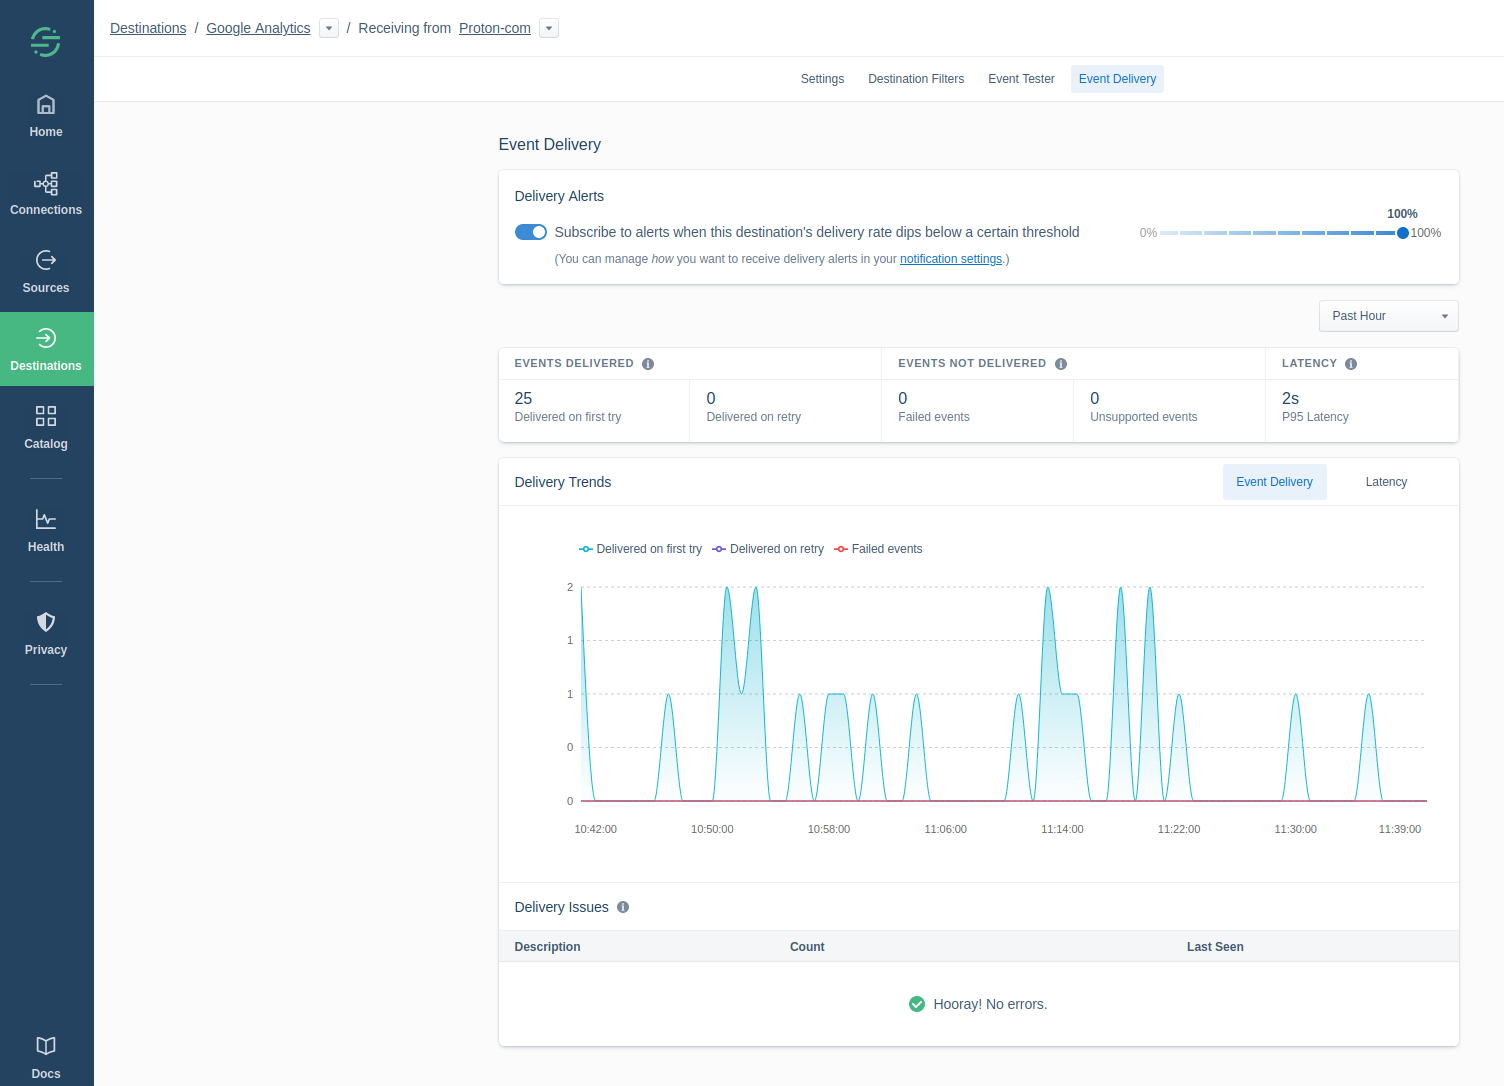 Destinations / Google Analytics / Receiving from Proton-com
Settings Destination Filters Event Tester Event Delivery
Home
Connections
Sources
Destinations
Catalog
Health
Privacy
Docs
Event Delivery
Delivery Alerts
100%
Subscribe to alerts when this destination's delivery rate dips below a certain threshold 0% 100%
(You can manage how you want to receive delivery alerts in your notification settings.)
Past Hour
EVENTS DELIVERED EVENTS NOT DELIVERED LATENCY
25 0 0 0 2s
Delivered on first try Delivered on retry Failed events Unsupported events P95 Latency
Delivery Trends Event Delivery Latency
Delivered on first try Delivered on retry Failed events
2
1
1
0
0
10:42:00 10:50:00 10:58:00 11:06:00 11:14:00 11:22:00 11:30:00 11:39:00
Delivery Issues
Description Count Last Seen
Hooray! No errors.